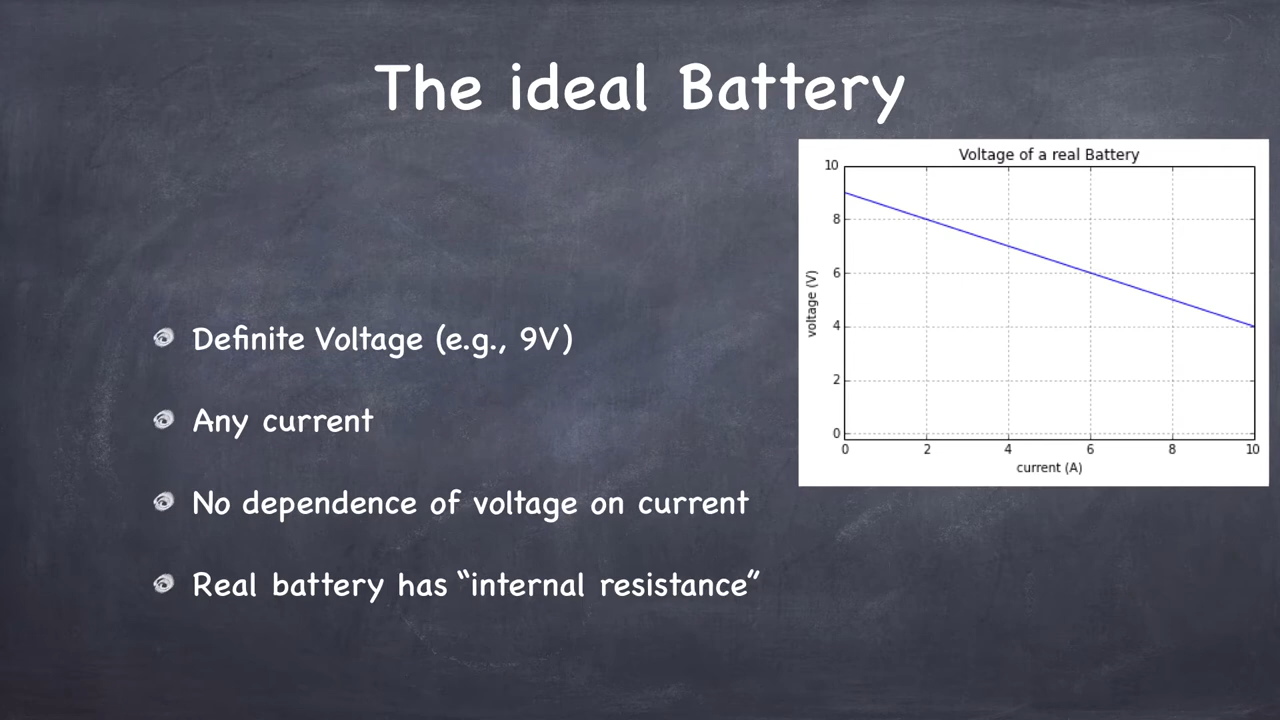 The ideal Battery
Definite Voltage (e.g., 9V)
Any current
No dependence of voltage on current
Real battery has “internal resistance”
Voltage of a real Battery
10
8
6
4
2
0
voltage (V)
0 2 4 6 8 10
current (A)